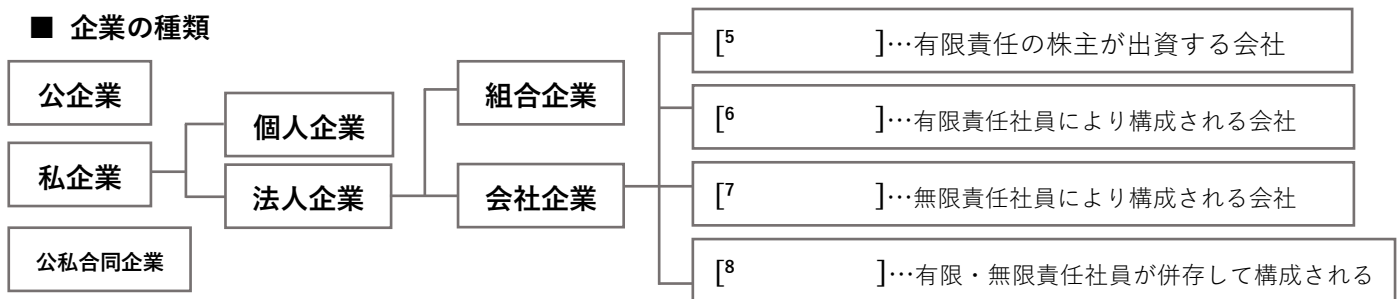 ■ 企業の種類
公企業
私企業
公私合同企業
個人企業
法人企業
組合企業
会社企業
[5 ]…有限責任の株主が出資する会社
[6 ]…有限責任社員により構成される会社
[7 ]…無限責任社員により構成される会社
[8 ]…有限・無限責任社員が併存して構成される